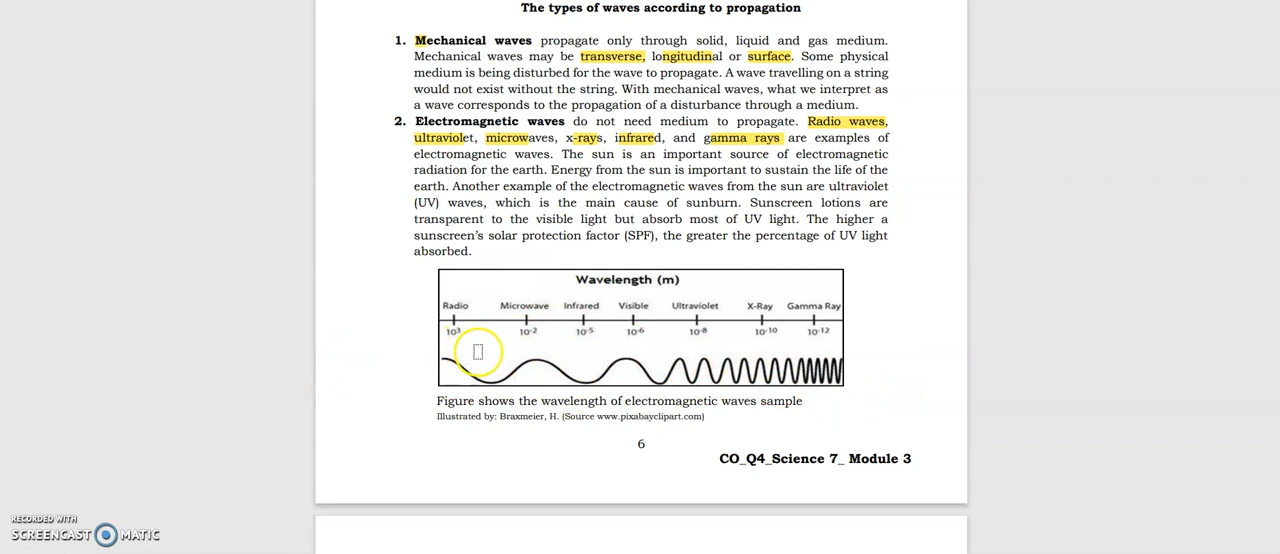 The types of waves according to propagation
1. Mechanical waves propagate only through solid, liquid and gas medium.
Mechanical waves may be transverse, longitudinal or surface. Some physical
medium is being disturbed for the wave to propagate. A wave travelling on a string
would not exist without the string. With mechanical waves, what we interpret as
a wave corresponds to the propagation of a disturbance through a medium.
2. Electromagnetic waves do not need medium to propagate. Radio waves,
ultraviolet, microwaves, x-rays, infrared, and gamma rays are examples of
electromagnetic waves. The sun is an important source of electromagnetic
radiation for the earth. Energy from the sun is important to sustain the life of the
earth. Another example of the electromagnetic waves from the sun are ultraviolet
(UV) waves, which is the main cause of sunburn. Sunscreen lotions are
transparent to the visible light but absorb most of UV light. The higher a
sunscreen's solar protection factor (SPF), the greater the percentage of UV light
absorbed.
Wavelength (m)
Radio Microwave Infrared Visible Ultraviolet X-Ray Gamma Ray
10³ 10⁻² 10⁻⁵ 10⁻⁶ 10⁻⁸ 10⁻¹⁰ 10⁻¹²
Figure shows the wavelength of electromagnetic waves sample
Illustrated by: Braxmeier, H. (Source www.pixabayclipart.com)
6
CO_Q4_Science 7_ Module 3
RECORDED WITH
SCREENCAST MATIC